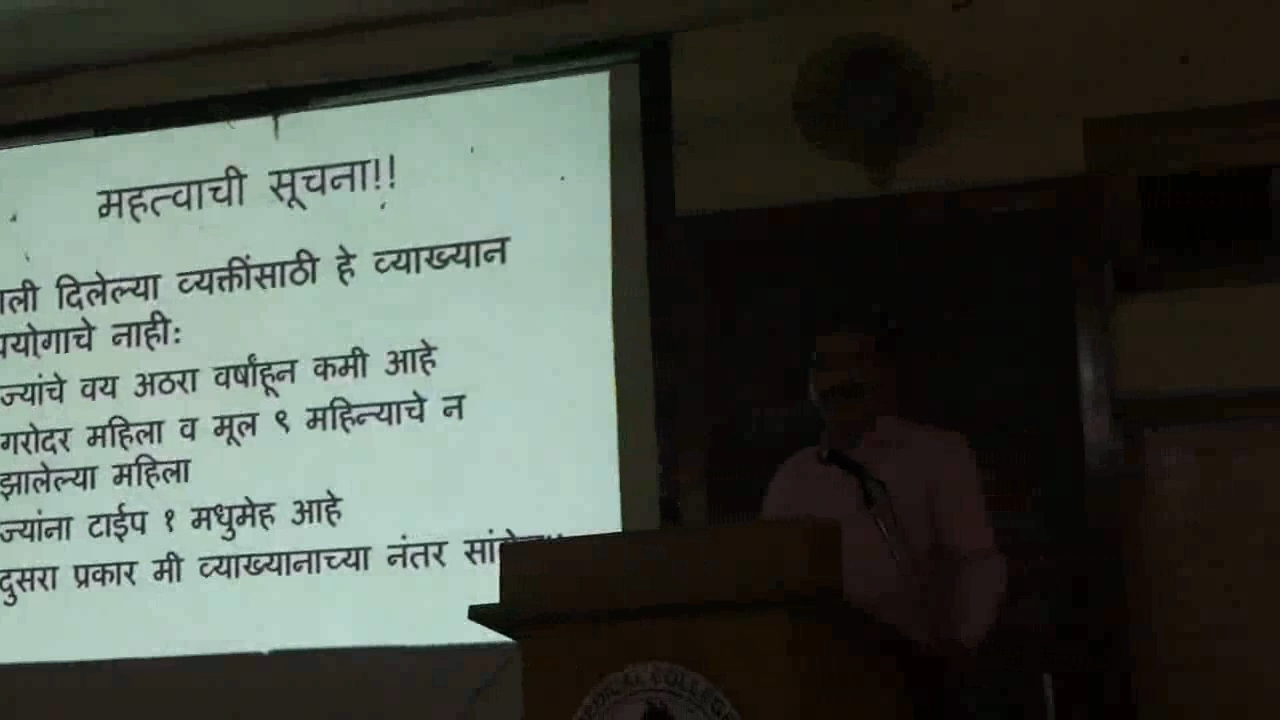 महत्वाची सूचना!!
दिलेल्या व्यक्तींसाठी हे व्याख्यान
नाही:
ज्यांचे वय अठरा वर्षांहून कमी आहे
गरोदर महिला व मूल ९ महिन्याचे न
झालेल्या महिला
ज्यांना टाईप १ मधुमेह आहे
दुसरा प्रकार मी व्याख्यानाच्या नंतर
COLLEGE